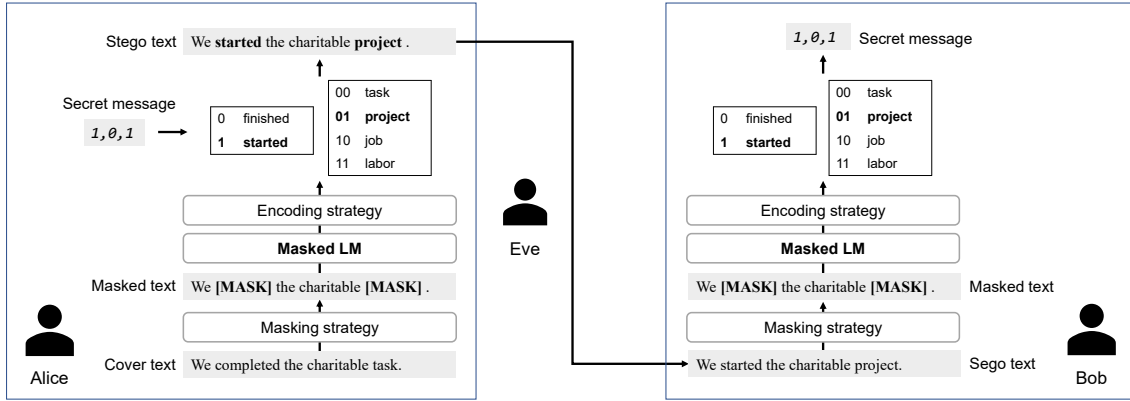 Stego text We started the charitable project .
Secret message
1,0,1
0 finished
1 started
00 task
01 project
10 job
11 labor
Encoding strategy
Masked LM
Masked text We [MASK] the charitable [MASK] .
Masking strategy
Cover text We completed the charitable task.
Alice
Eve
1,0,1 Secret message
0 finished
1 started
00 task
01 project
10 job
11 labor
Encoding strategy
Masked LM
We [MASK] the charitable [MASK] . Masked text
Masking strategy
We started the charitable project. Sego text
Bob